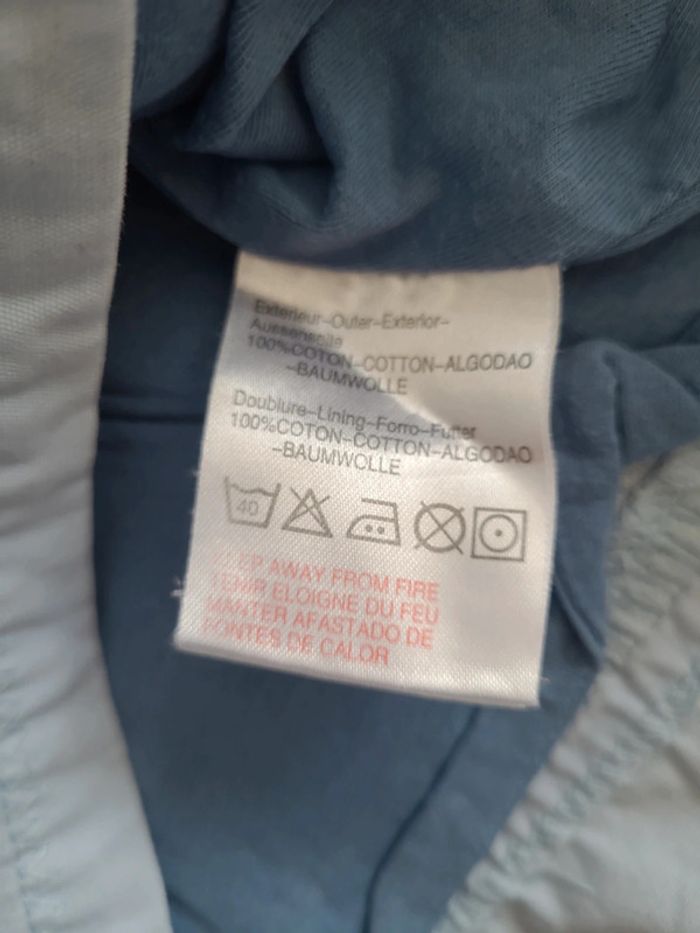 Exterieur-Outer-Exterior-
Aussenseite
100%COTON-COTTON-ALGODAO
-BAUMWOLLE
Doublure-Lining-Forro-Futter
100%COTON-COTTON-ALGODAO
-BAUMWOLLE
40
KEEP AWAY FROM FIRE
TENIR ELOIGNE DU FEU
MANTER AFASTADO DE
FONTES DE CALOR